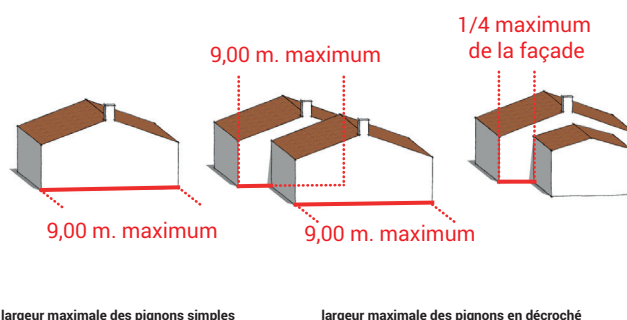 1/4 maximum
de la façade
9,00 m. maximum
9,00 m. maximum
9,00 m. maximum
largeur maximale des pignons simples
largeur maximale des pignons en décroché